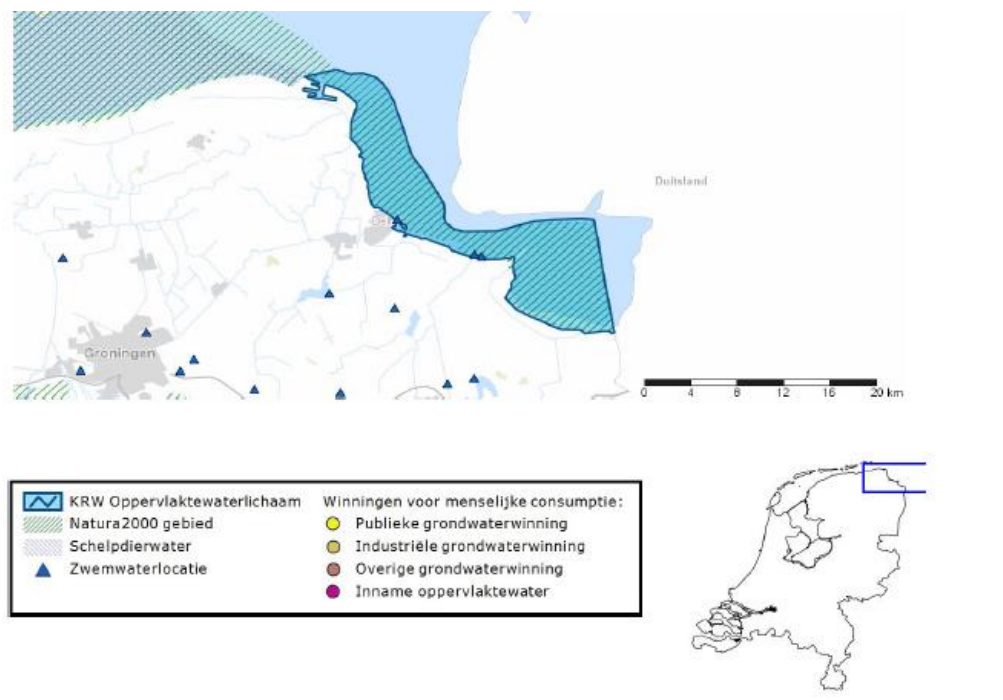 Duitsland
Groningen
0 4 8 12 16 20 km
KRW Oppervlaktewaterlichaam
Natura2000 gebied
Schelpdierwater
Zwemwaterlocatie
Winningen voor menselijke consumptie:
Publieke grondwaterwinning
Industriële grondwaterwinning
Overige grondwaterwinning
Inname oppervlaktewater